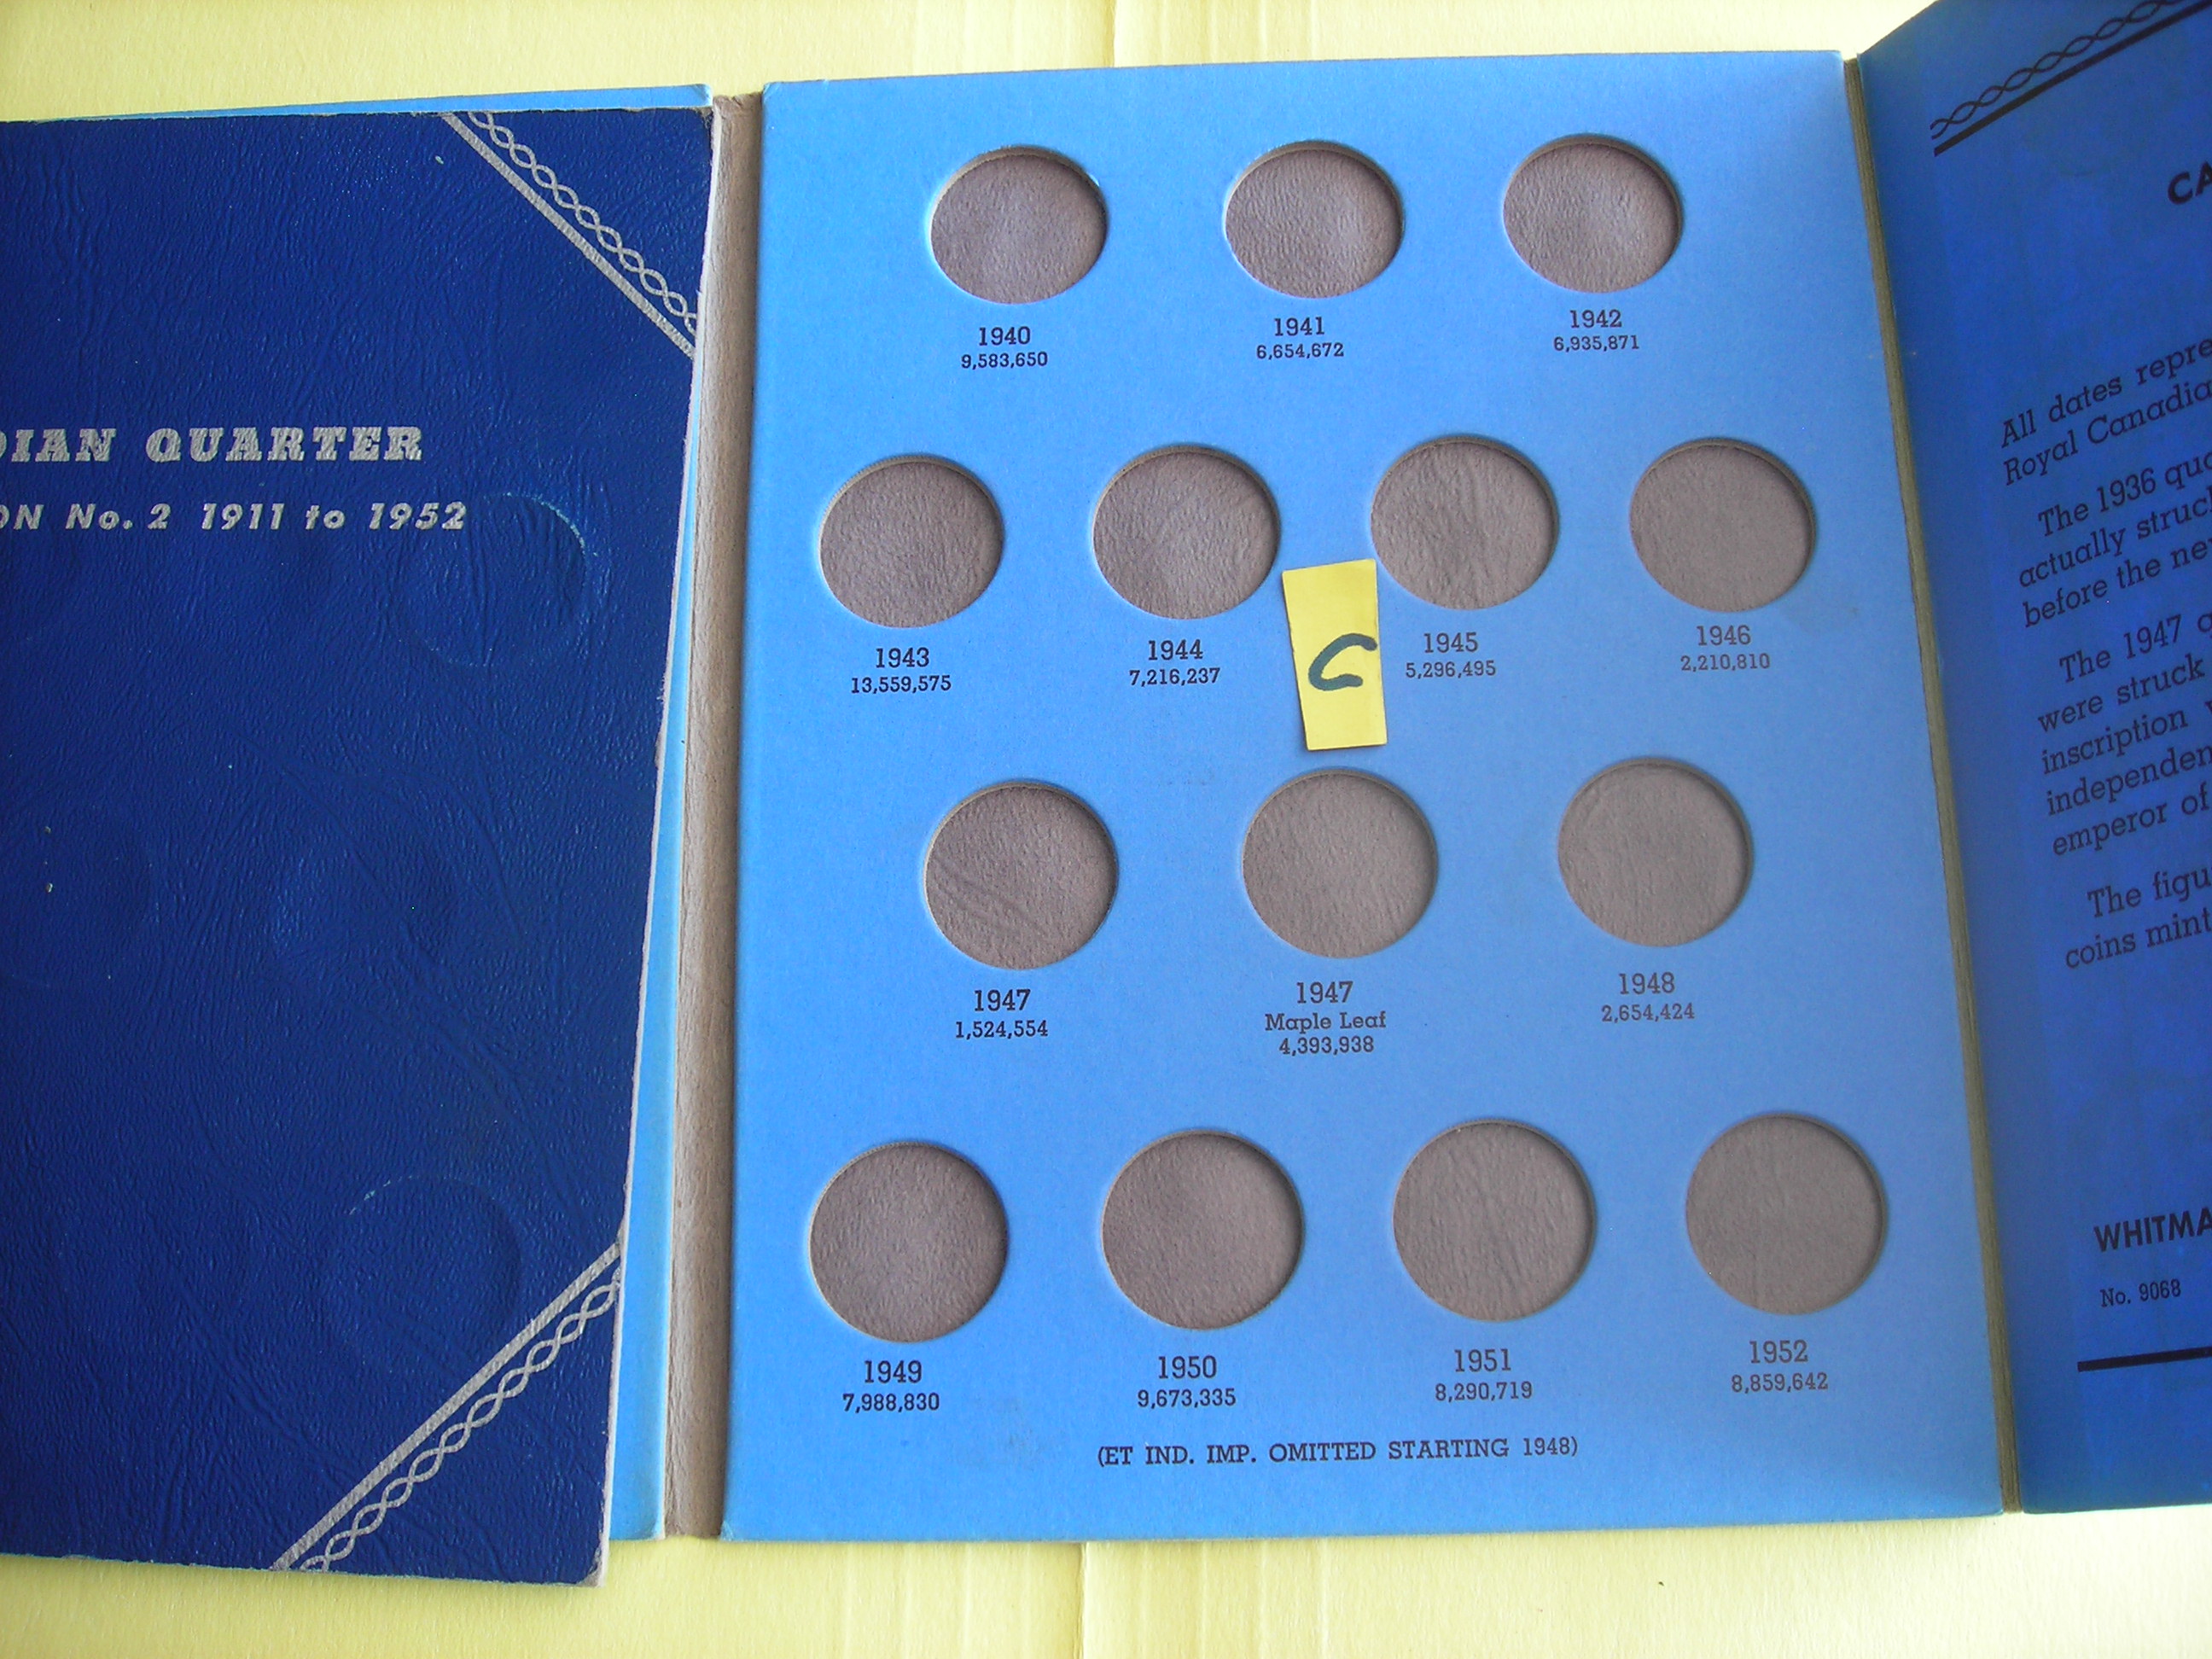 DIAN QUARTER
ON No. 2 1911 to 1952
1940
9,583,650
1941
6,654,672
1942
6,935,871
1943
13,559,575
1944
7,216,237
C
1945
5,296,495
1946
2,210,810
1947
1,524,554
1947
Maple Leaf
4,393,938
1948
2,654,424
1949
7,988,830
1950
9,673,335
1951
8,290,719
1952
8,859,642
(ET IND. IMP. OMITTED STARTING 1948)
CA
All dates repre
Royal Canadia
The 1936 qua
actually struc
before the ne
The 1947
were struck
inscription
independen
emperor of
The figu
coins mint
WHITMA
No. 9068